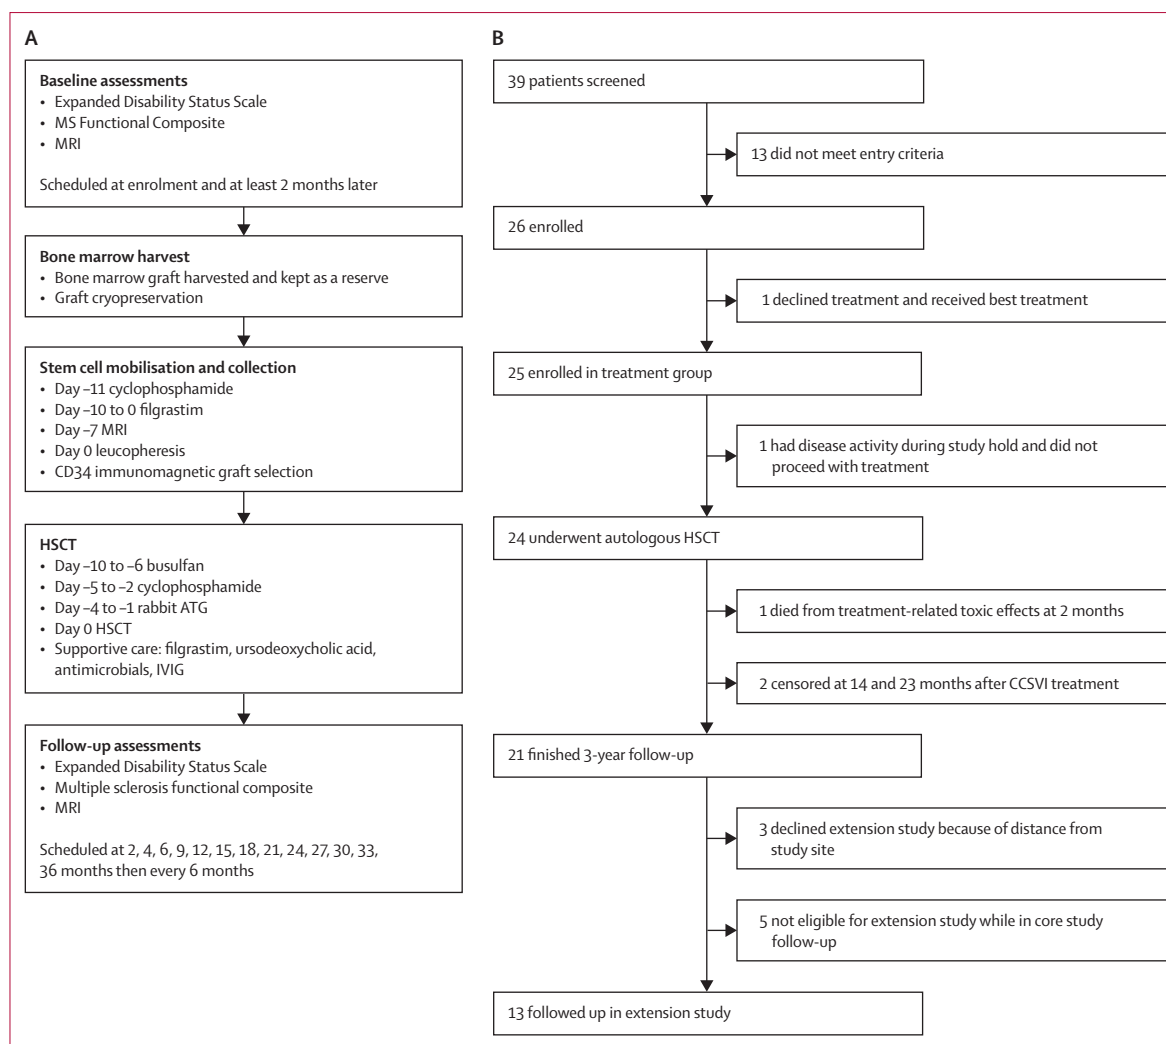 A
Baseline assessments
• Expanded Disability Status Scale
• MS Functional Composite
• MRI
Scheduled at enrolment and at least 2 months later
Bone marrow harvest
• Bone marrow graft harvested and kept as a reserve
• Graft cryopreservation
Stem cell mobilisation and collection
• Day –11 cyclophosphamide
• Day –10 to 0 filgrastim
• Day –7 MRI
• Day 0 leucopheresis
• CD34 immunomagnetic graft selection
HSCT
• Day –10 to –6 busulfan
• Day –5 to –2 cyclophosphamide
• Day –4 to –1 rabbit ATG
• Day 0 HSCT
• Supportive care: filgrastim, ursodeoxycholic acid,
antimicrobials, IVIG
Follow-up assessments
• Expanded Disability Status Scale
• Multiple sclerosis functional composite
• MRI
Scheduled at 2, 4, 6, 9, 12, 15, 18, 21, 24, 27, 30, 33,
36 months then every 6 months
B
39 patients screened
13 did not meet entry criteria
26 enrolled
1 declined treatment and received best treatment
25 enrolled in treatment group
1 had disease activity during study hold and did not
proceed with treatment
24 underwent autologous HSCT
1 died from treatment-related toxic effects at 2 months
2 censored at 14 and 23 months after CCSVI treatment
21 finished 3-year follow-up
3 declined extension study because of distance from
study site
5 not eligible for extension study while in core study
follow-up
13 followed up in extension study